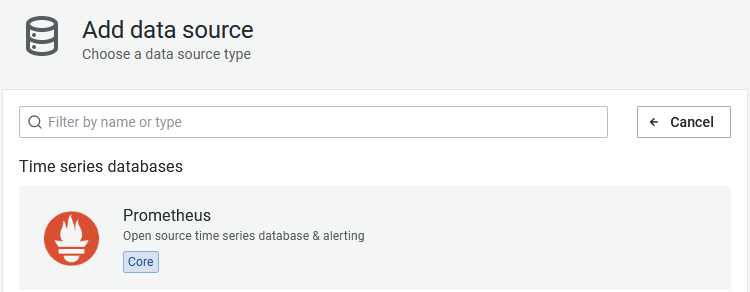 Add data source
Choose a data source type
Filter by name or type
Cancel
Time series databases
Prometheus
Open source time series database & alerting
Core